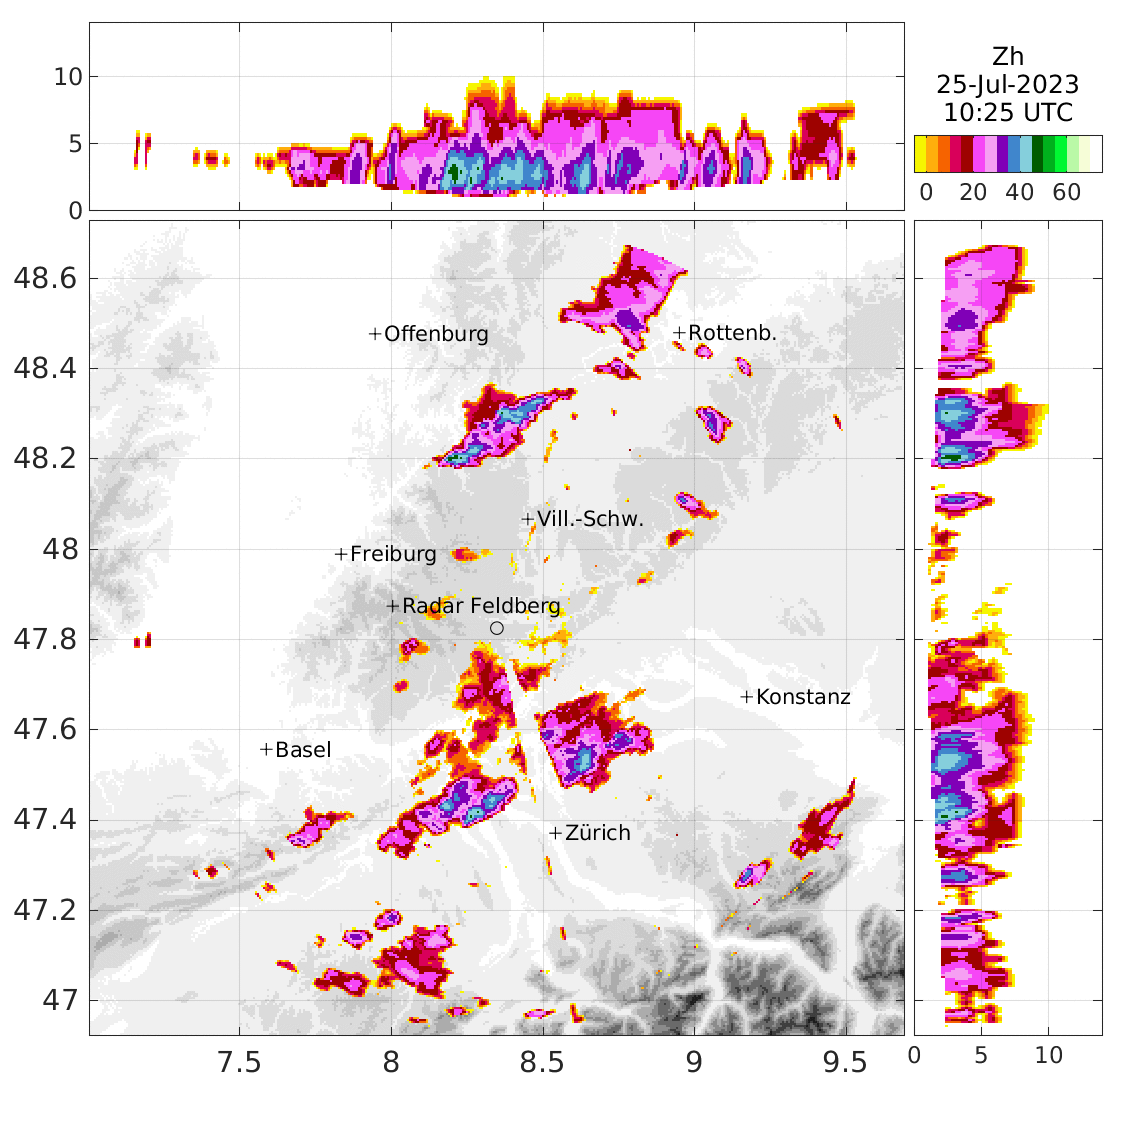 10
5
0
Zh
25-Jul-2023
10:25 UTC
0 20 40 60
48.6
48.4
48.2
48
47.8
47.6
47.4
47.2
47
+Offenburg
+Rottenb.
+Vill.-Schw.
+Freiburg
+Radar Feldberg
+Konstanz
+Basel
+Zürich
7.5 8 8.5 9 9.5
0 5 10